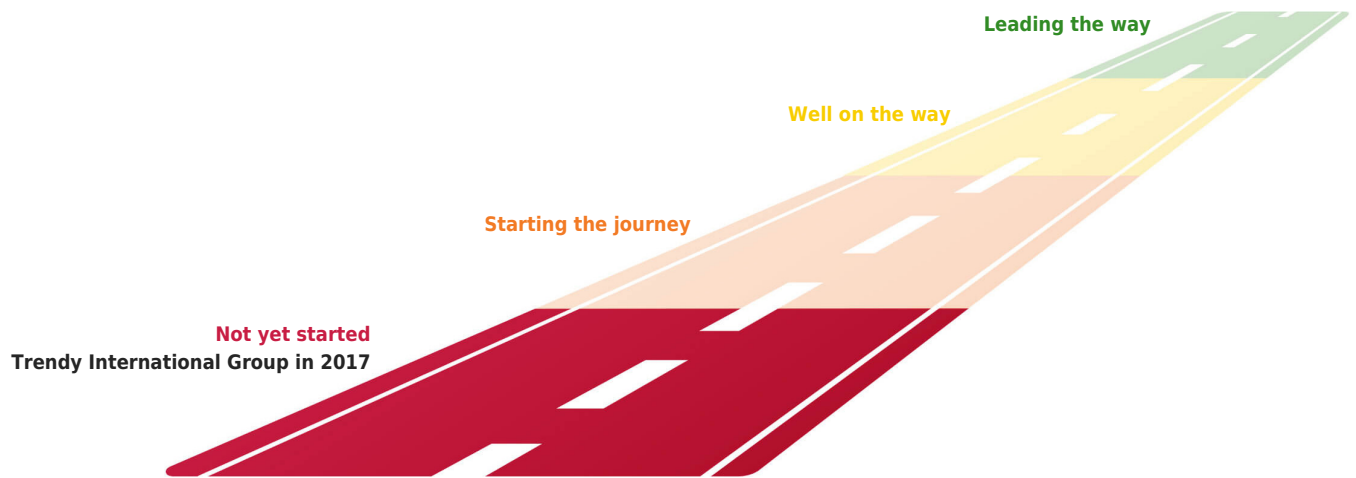 Leading the way
Well on the way
Starting the journey
Not yet started
Trendy International Group in 2017